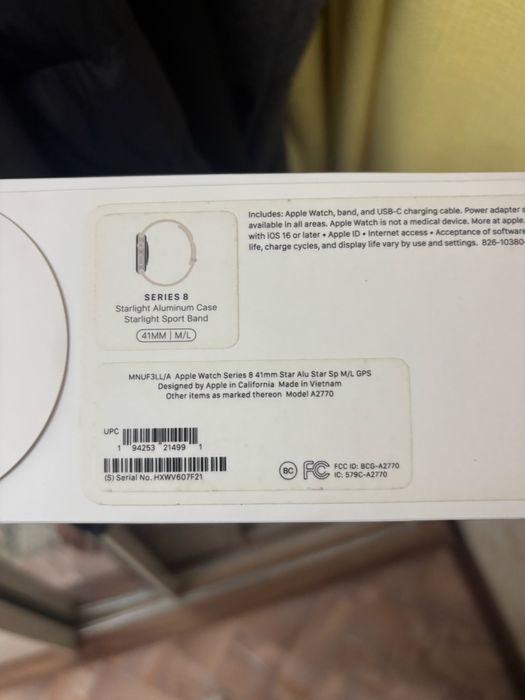 Includes: Apple Watch, band, and USB-C charging cable. Power adapter
available in all areas. Apple Watch is not a medical device. More at apple.
with iOS 16 or later • Apple ID • Internet access • Acceptance of software
life, charge cycles, and display life vary by use and settings. 826-10380-
SERIES 8
Starlight Aluminum Case
Starlight Sport Band
41MM | M/L
MNUF3LL/A Apple Watch Series 8 41mm Star Alu Star Sp M/L GPS
Designed by Apple in California Made in Vietnam
Other items as marked thereon Model A2770
UPC
1 94253 21499 1
(S) Serial No. HXWV607F21
BC FC FCC ID: BCG-A2770
IC: 579C-A2770